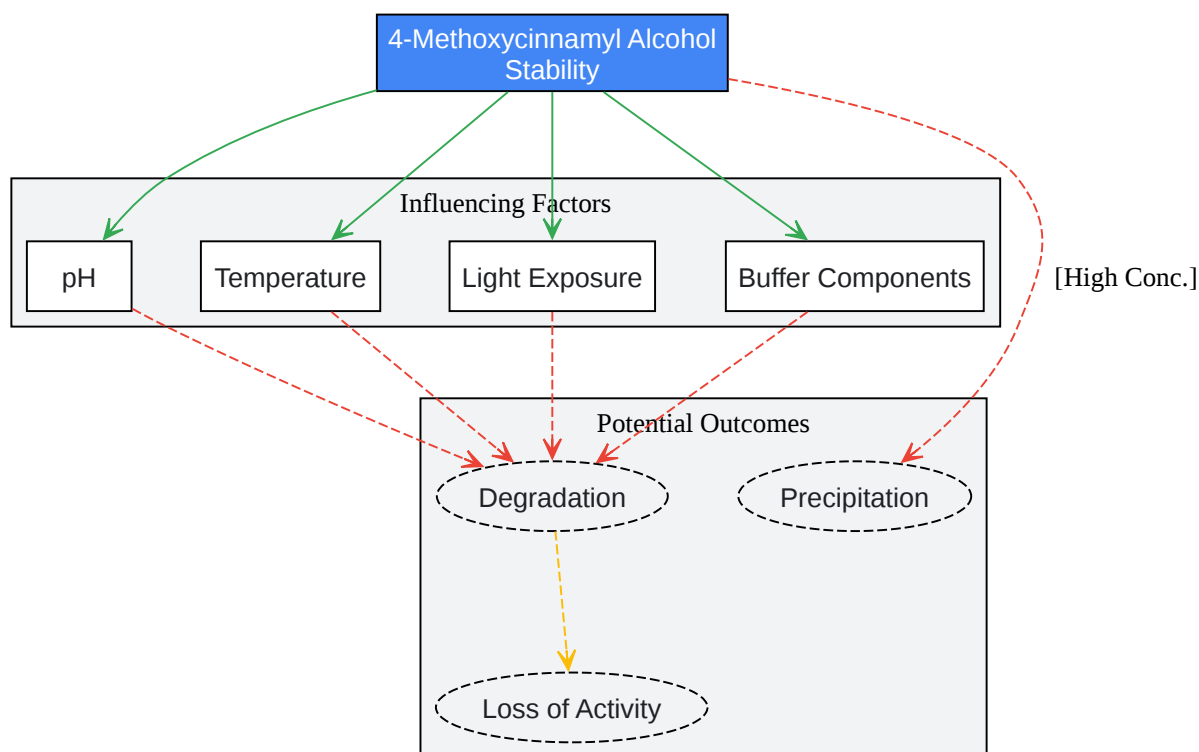 4-Methoxycinnamyl Alcohol
Stability
Influencing Factors
pH
Temperature
Light Exposure
Buffer Components
[High Conc.]
Potential Outcomes
Degradation
Precipitation
Loss of Activity